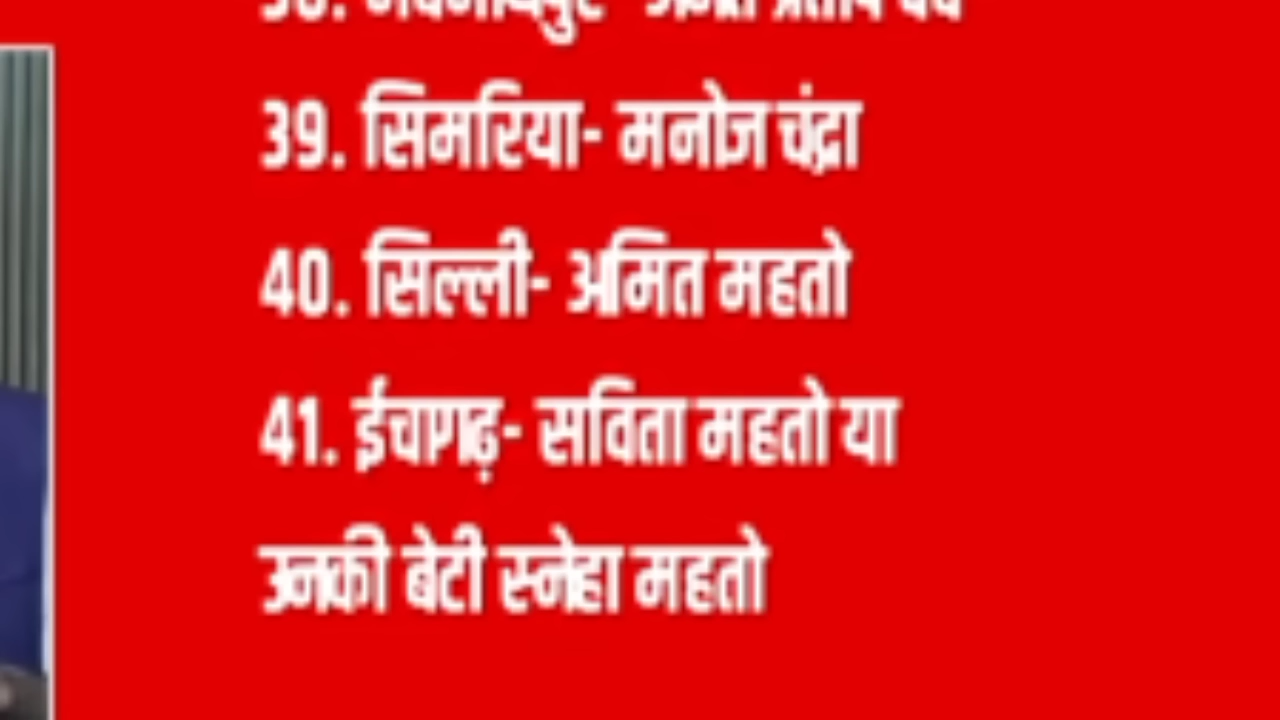 39. सिमरिया- मनोज चंद्रा
40. सिल्ली- अमित महतो
41. ईचागढ़- सविता महतो या
उनकी बेटी स्नेहा महतो